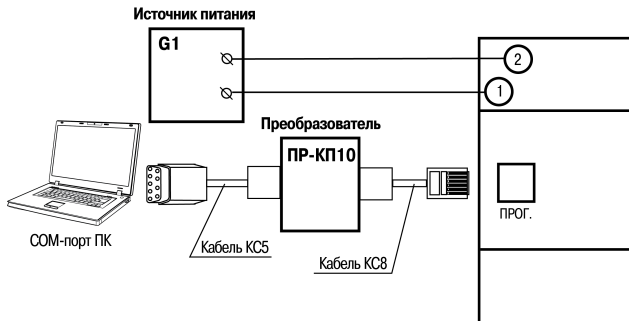 Источник питания
G1
2
1
Преобразователь
ПР-КП10
ПРОГ.
COM-порт ПК
Кабель КС5
Кабель КС8